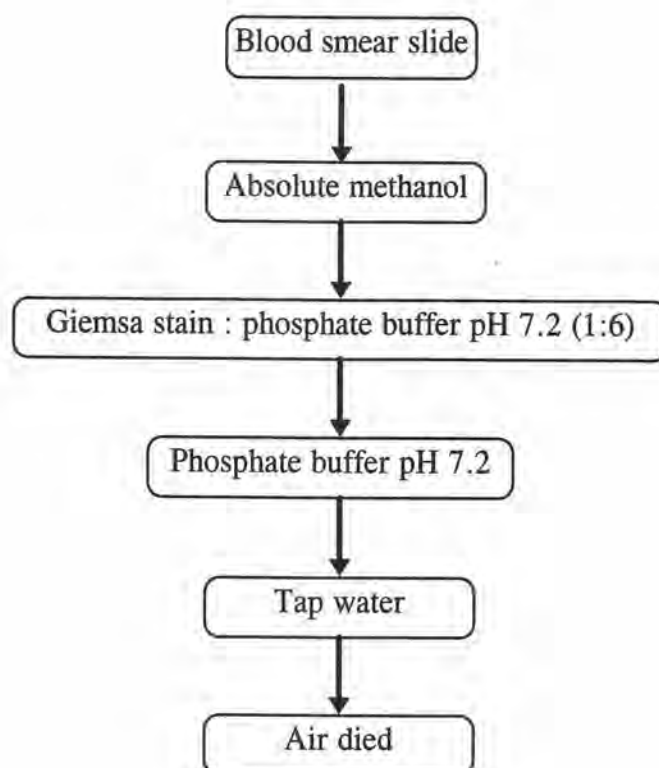 Blood smear slide
Absolute methanol
Giemsa stain : phosphate buffer pH 7.2 (1:6)
Phosphate buffer pH 7.2
Tap water
Air died